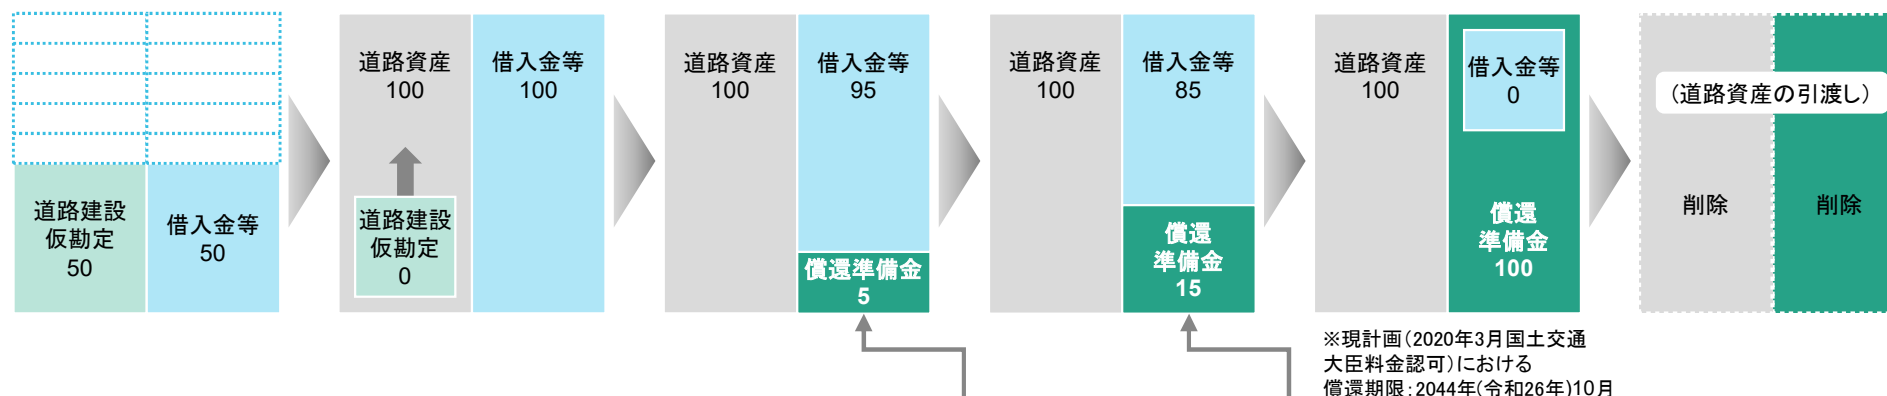 道路建設
仮勘定
50
借入金等
50
道路資産
100
道路建設
仮勘定
0
借入金等
100
道路資産
100
借入金等
95
償還準備金
5
道路資産
100
借入金等
85
償還
準備金
15
道路資産
100
借入金等
0
償還
準備金
100
※現計画(2020年3月国土交通
大臣料金認可)における
償還期限:2044年(令和26年)10月
(道路資産の引渡し)
削除
削除